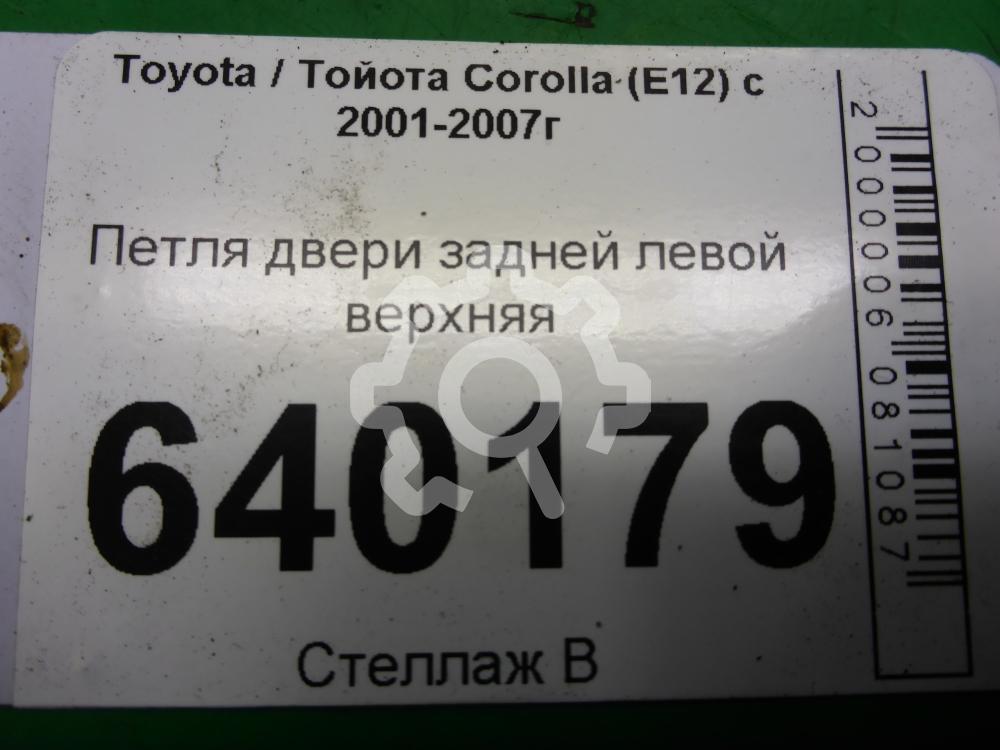 Toyota / Тойота Corolla (E12) с
2001-2007г
Петля двери задней левой
верхняя
640179
Стеллаж В
2000006081087